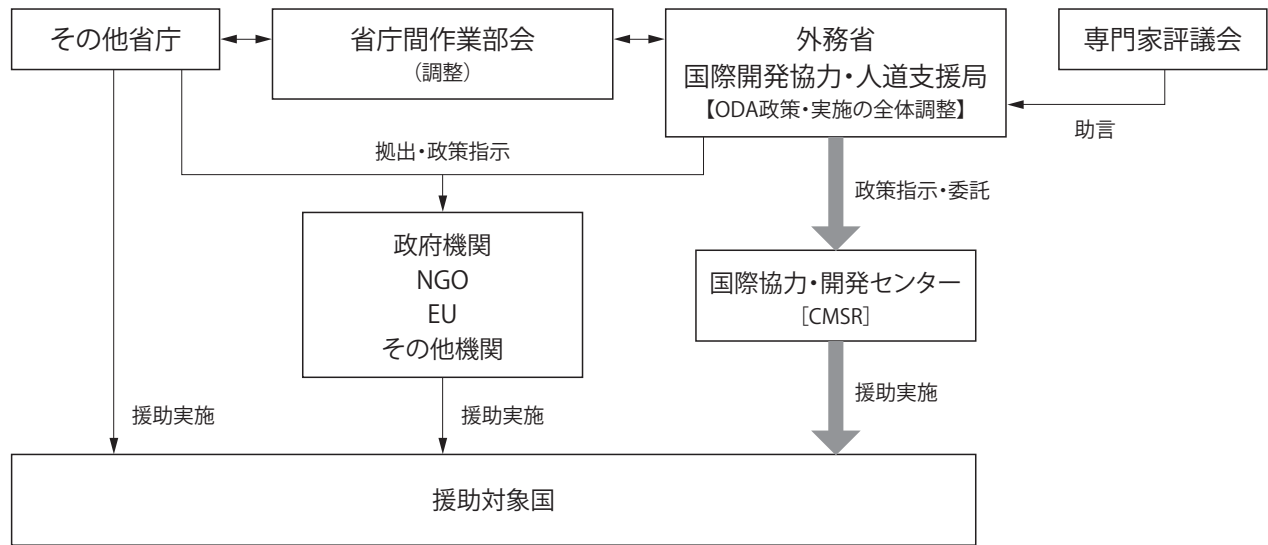 その他省庁
省庁間作業部会
（調整）
外務省
国際開発協力・人道支援局
【ODA政策・実施の全体調整】
専門家評議会
助言
拠出・政策指示
政策指示・委託
政府機関
NGO
EU
その他機関
国際協力・開発センター
［CMSR］
援助実施
援助実施
援助実施
援助対象国